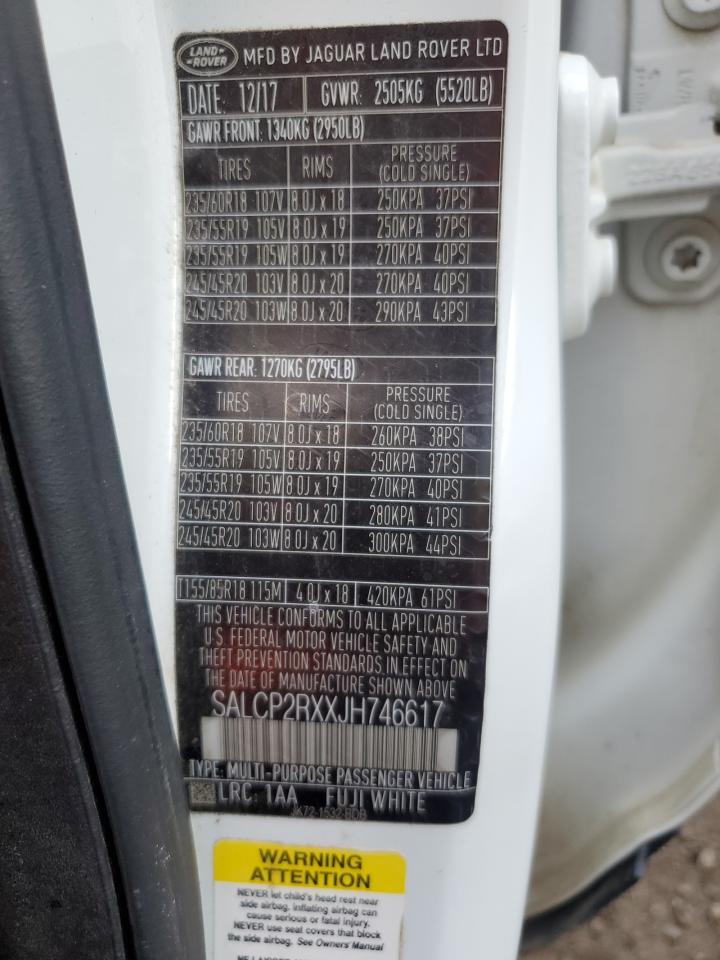 LAND ROVER MFD BY JAGUAR LAND ROVER LTD
DATE: 12/17 GVWR: 2505KG (5520LB)
GAWR FRONT: 1340KG (2950LB)
TIRES RIMS PRESSURE (COLD SINGLE)
235/60R18 107V 8.0J x 18 250KPA 37PSI
235/55R19 105V 8.0J x 19 250KPA 37PSI
235/55R19 105W 8.0J x 19 270KPA 40PSI
245/45R20 103V 8.0J x 20 270KPA 40PSI
245/45R20 103W 8.0J x 20 290KPA 43PSI
GAWR REAR: 1270KG (2795LB)
TIRES RIMS PRESSURE (COLD SINGLE)
235/60R18 107V 8.0J x 18 260KPA 38PSI
235/55R19 105V 8.0J x 19 250KPA 37PSI
235/55R19 105W 8.0J x 19 270KPA 40PSI
245/45R20 103V 8.0J x 20 280KPA 41PSI
245/45R20 103W 8.0J x 20 300KPA 44PSI
T155/85R18 115M 4.0J x 18 420KPA 61PSI
THIS VEHICLE CONFORMS TO ALL APPLICABLE
U.S. FEDERAL MOTOR VEHICLE SAFETY AND
THEFT PREVENTION STANDARDS IN EFFECT ON
THE DATE OF MANUFACTURE SHOWN ABOVE
SALCP2RXXJH746617
TYPE: MULTI-PURPOSE PASSENGER VEHICLE
LRC: 1AA FUJI WHITE
WARNING
ATTENTION
NEVER let child's head rest near
side airbag. Inflating airbag can
cause serious or fatal injury.
NEVER use seat covers that block
the side airbag. See Owners Manual